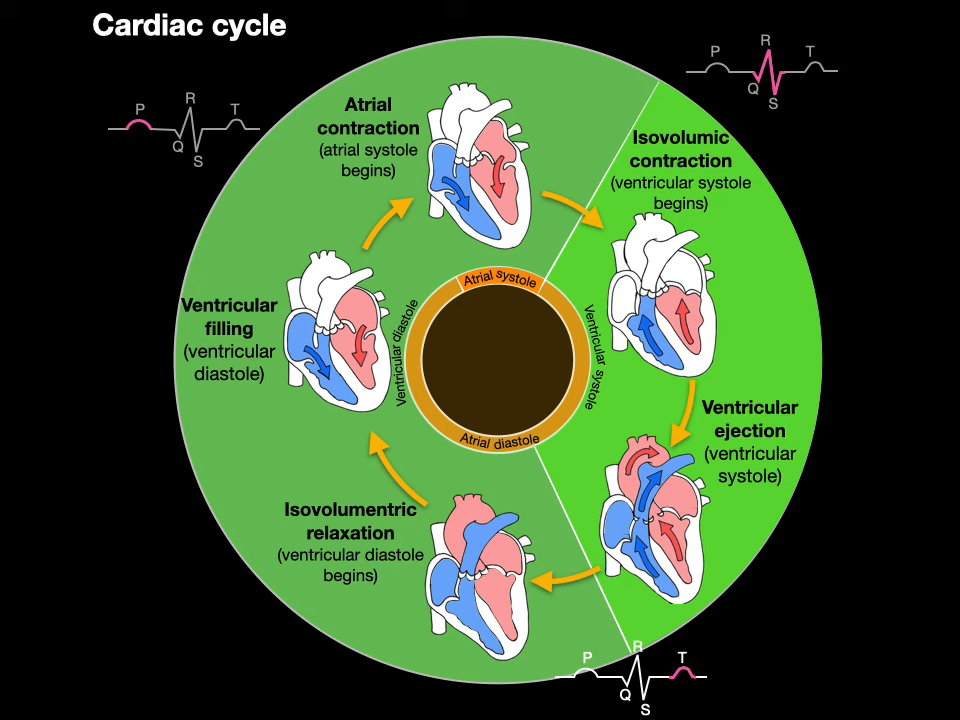 Cardiac cycle
P
R
Q
S
T
P
R
Q
S
T
Atrial
contraction
(atrial systole
begins)
Isovolumic
contraction
(ventricular systole
begins)
Ventricular
filling
(ventricular
diastole)
Atrial systole
Ventricular diastole
Ventricular systole
Atrial diastole
Ventricular
ejection
(ventricular
systole)
Isovolumentric
relaxation
(ventricular diastole
begins)
P
R
Q
S
T